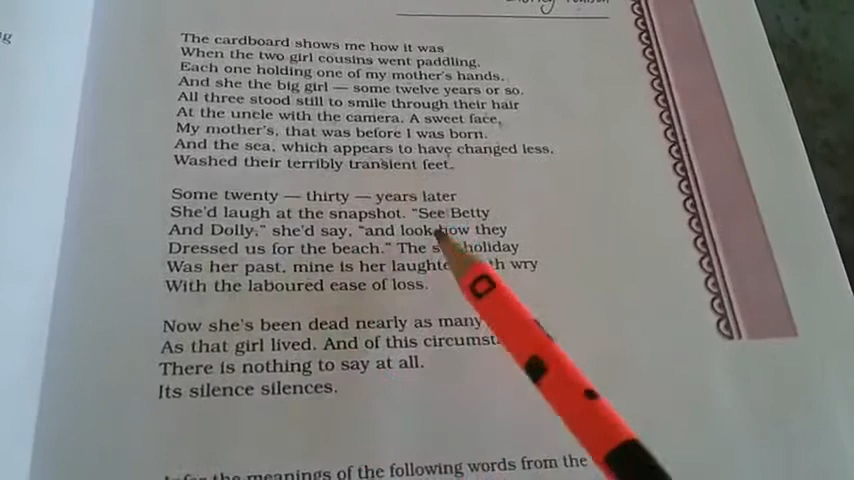 The cardboard shows me how it was
When the two girl cousins went paddling,
Each one holding one of my mother's hands,
And she the big girl — some twelve years or so.
All three stood still to smile through their hair
At the uncle with the camera. A sweet face,
My mother's, that was before I was born.
And the sea, which appears to have changed less,
Washed their terribly transient feet.
Some twenty — thirty — years later
She'd laugh at the snapshot. "See Betty
And Dolly," she'd say, "and look how they
Dressed us for the beach." The holiday
Was her past, mine is her wry
With the laboured ease of loss.
Now she's been dead nearly as many
As that girl lived. And of this
There is nothing to say at all.
Its silence silences.
the meanings of the following words from the